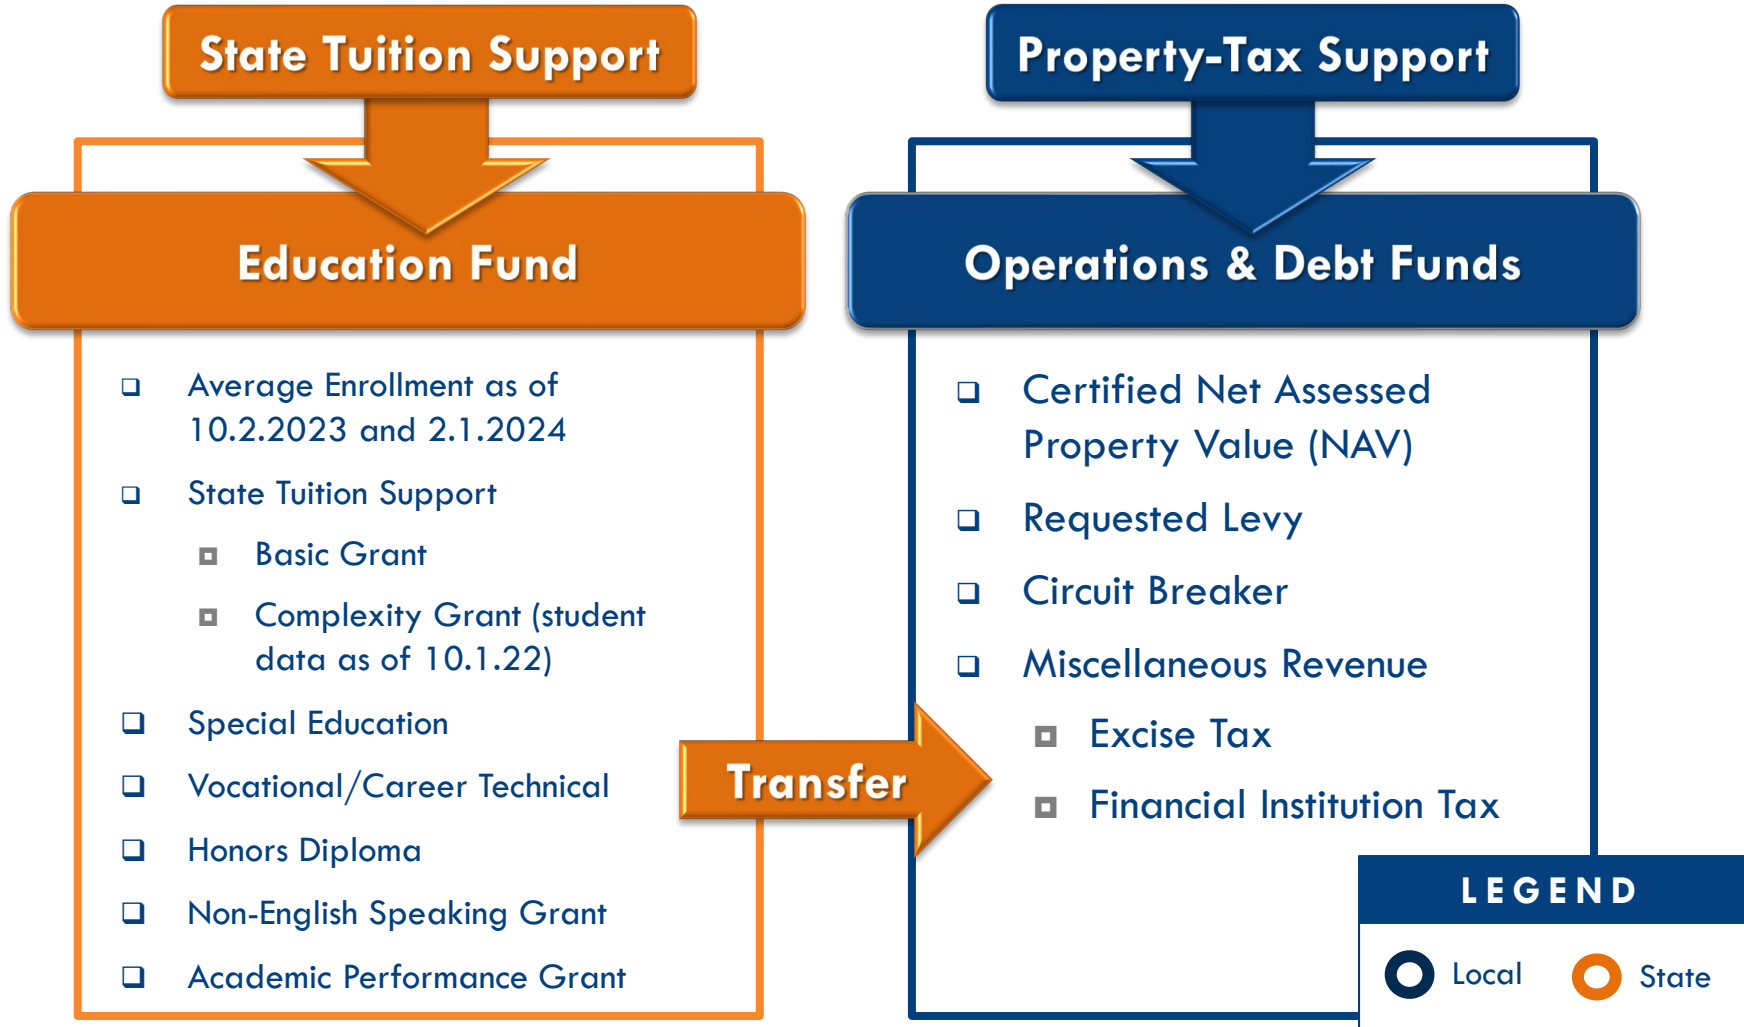 State Tuition Support
Education Fund
Average Enrollment as of
10.2.2023 and 2.1.2024
State Tuition Support
Basic Grant
Complexity Grant (student
data as of 10.1.22)
Special Education
Vocational/Career Technical
Honors Diploma
Non-English Speaking Grant
Academic Performance Grant
Transfer
Property-Tax Support
Operations & Debt Funds
Certified Net Assessed
Property Value (NAV)
Requested Levy
Circuit Breaker
Miscellaneous Revenue
Excise Tax
Financial Institution Tax
LEGEND
Local
State